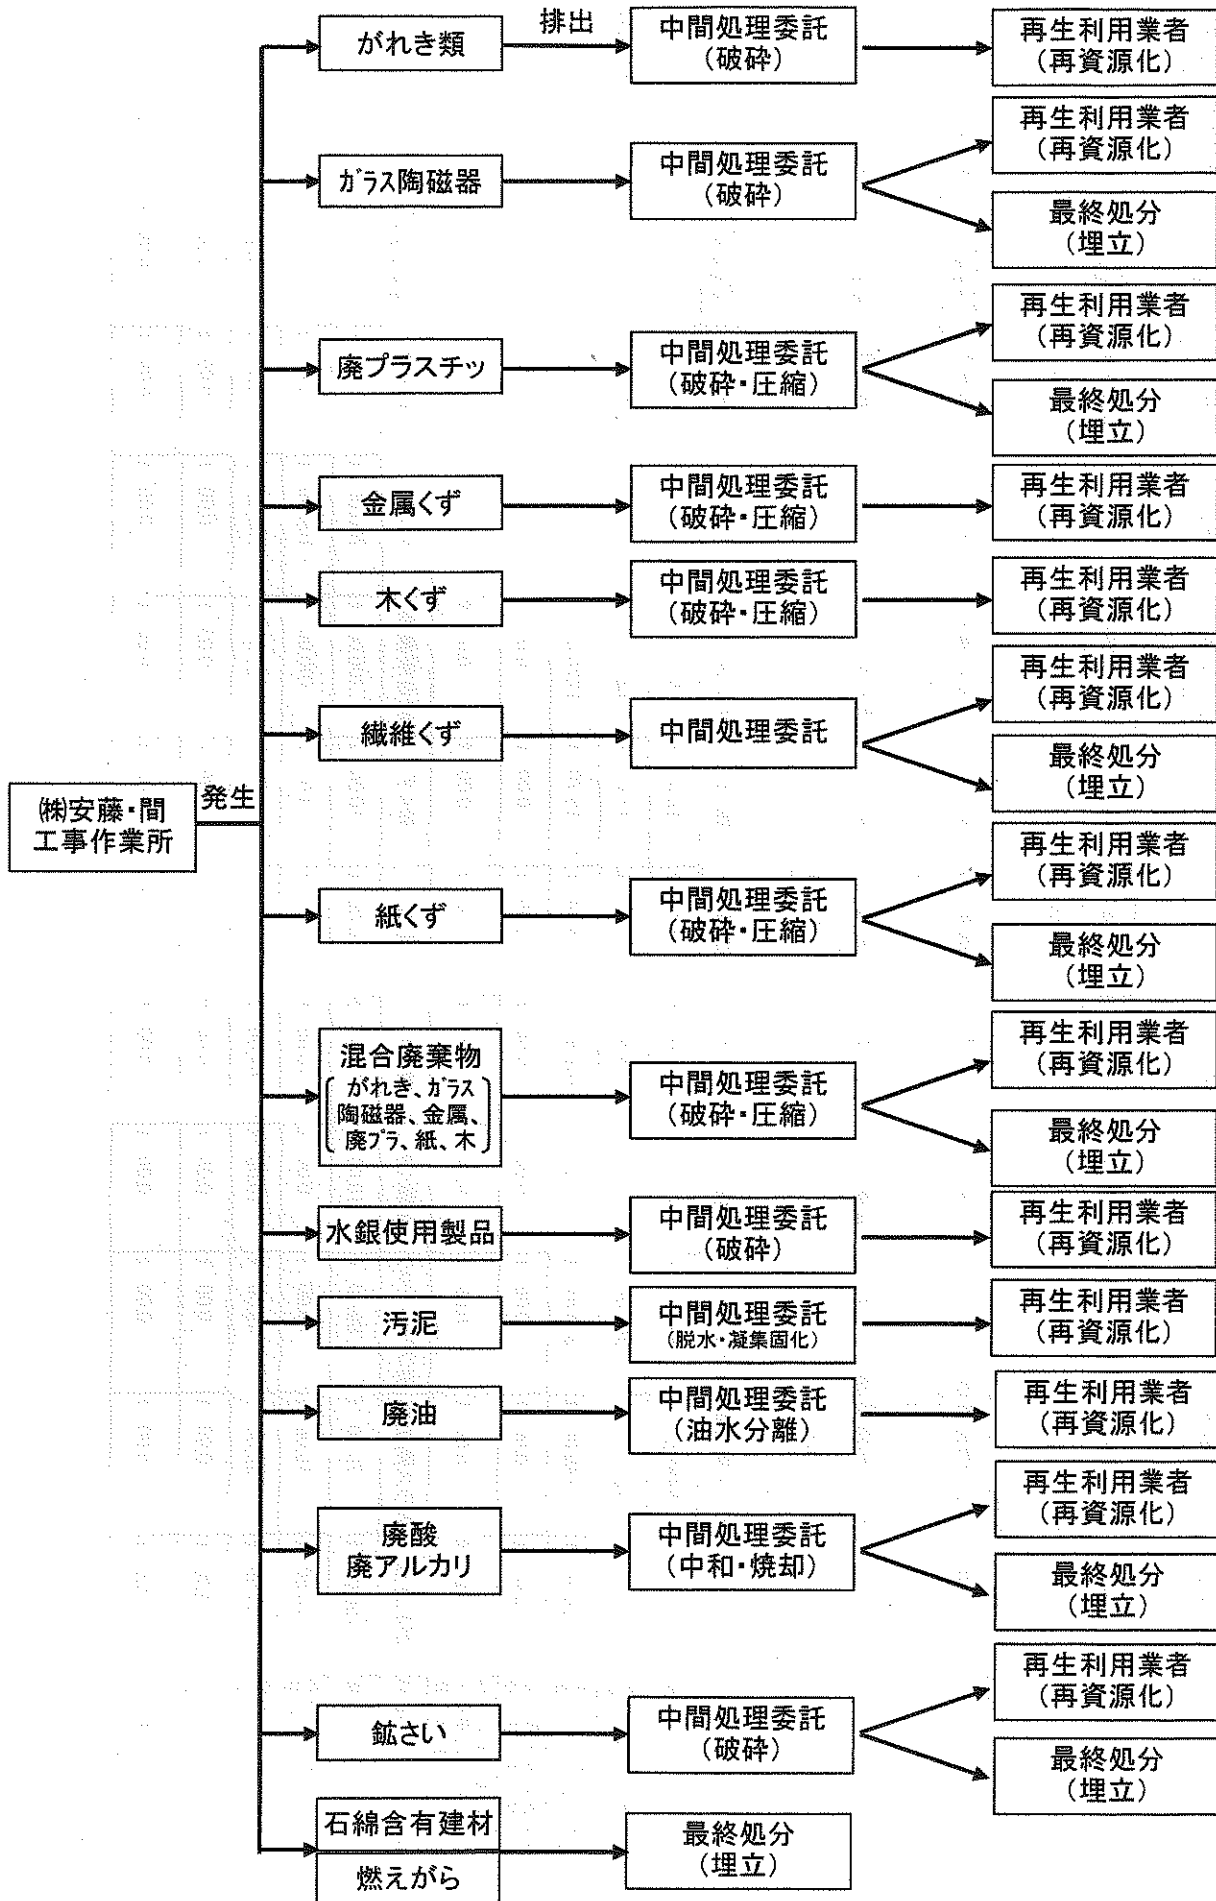 がれき類
排出
中間処理委託
(破砕)
再生利用業者
(再資源化)
ガラス陶磁器
中間処理委託
(破砕)
再生利用業者
(再資源化)
最終処分
(埋立)
廃プラスチッ
中間処理委託
(破砕・圧縮)
再生利用業者
(再資源化)
最終処分
(埋立)
金属くず
中間処理委託
(破砕・圧縮)
再生利用業者
(再資源化)
木くず
中間処理委託
(破砕・圧縮)
再生利用業者
(再資源化)
繊維くず
中間処理委託
再生利用業者
(再資源化)
最終処分
(埋立)
㈱安藤・間
工事作業所
発生
紙くず
中間処理委託
(破砕・圧縮)
再生利用業者
(再資源化)
最終処分
(埋立)
混合廃棄物
がれき、ガラス
陶磁器、金属、
廃プラ、紙、木
中間処理委託
(破砕・圧縮)
再生利用業者
(再資源化)
最終処分
(埋立)
水銀使用製品
中間処理委託
(破砕)
再生利用業者
(再資源化)
汚泥
中間処理委託
(脱水・凝集固化)
再生利用業者
(再資源化)
廃油
中間処理委託
(油水分離)
再生利用業者
(再資源化)
廃酸
廃アルカリ
中間処理委託
(中和・焼却)
再生利用業者
(再資源化)
最終処分
(埋立)
鉱さい
中間処理委託
(破砕)
再生利用業者
(再資源化)
最終処分
(埋立)
石綿含有建材
燃えがら
最終処分
(埋立)